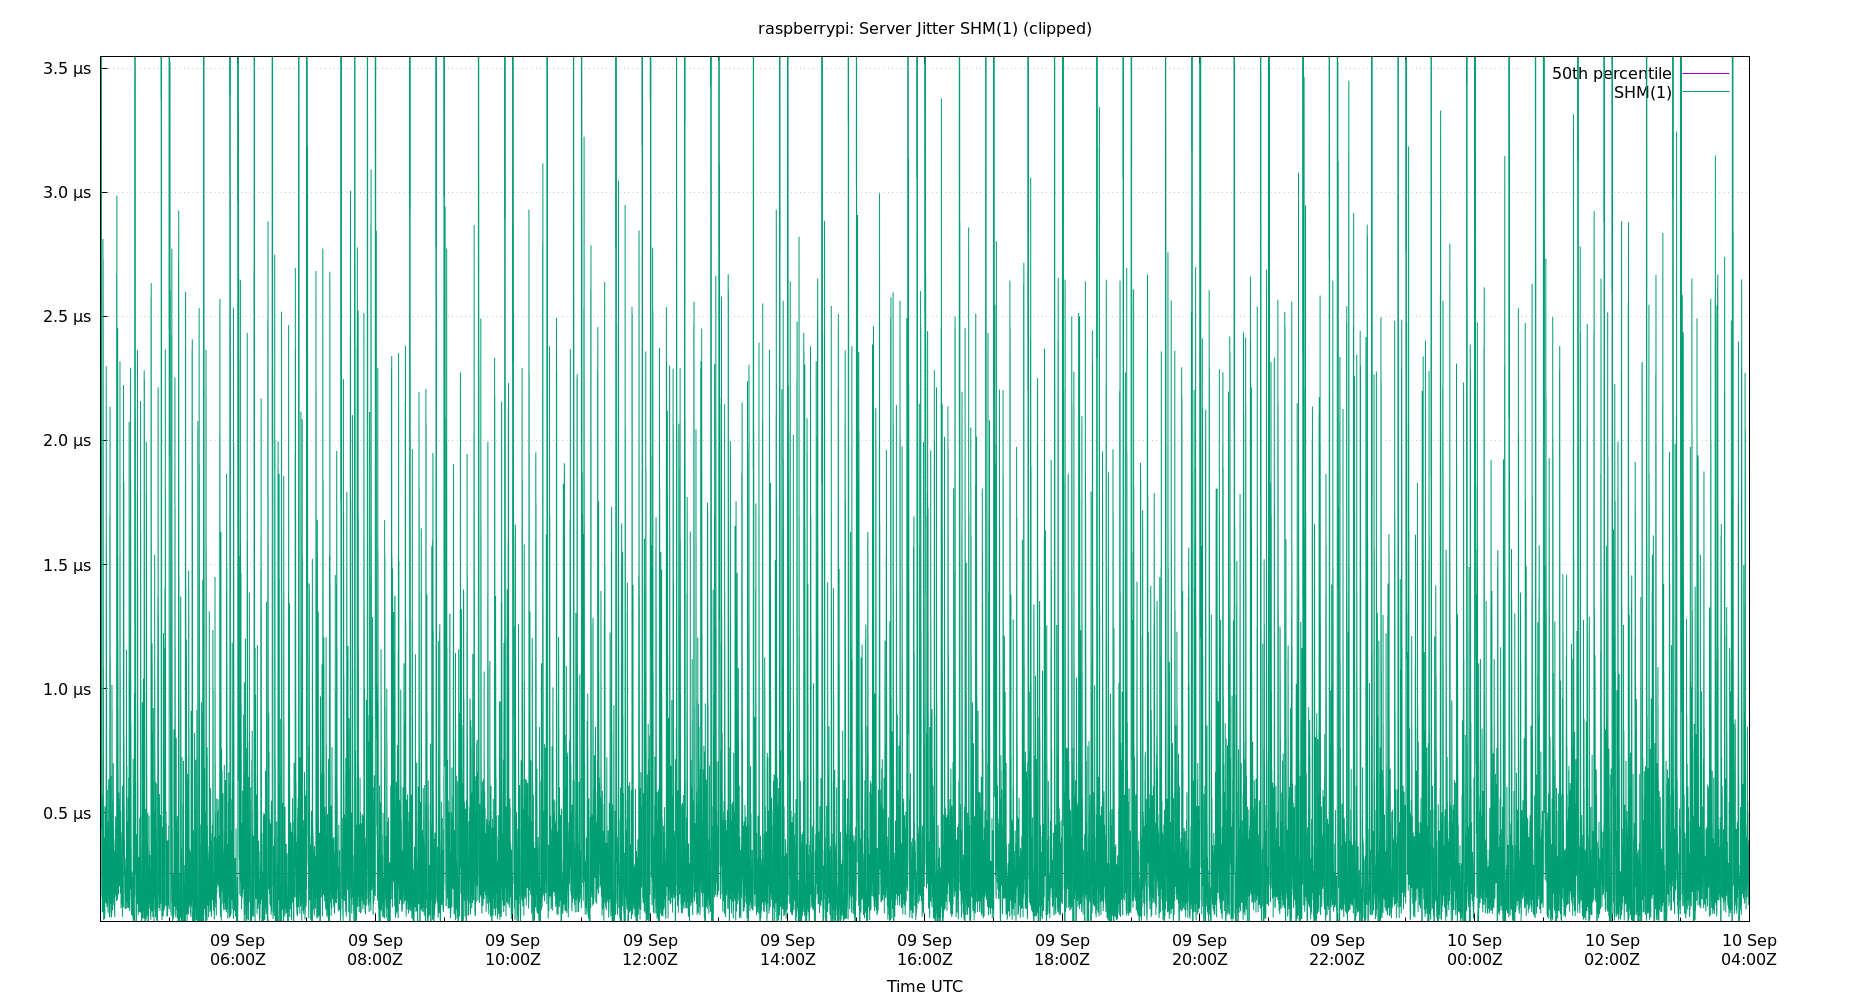 raspberrypi: Server Jitter SHM(1) (clipped)
3.5 µs
3.0 µs
2.5 µs
2.0 µs
1.5 µs
1.0 µs
0.5 µs
50th percentile
SHM(1)
09 Sep 09 Sep 09 Sep 09 Sep 09 Sep 09 Sep 09 Sep 09 Sep 09 Sep 10 Sep 10 Sep 10 Sep
06:00Z 08:00Z 10:00Z 12:00Z 14:00Z 16:00Z 18:00Z 20:00Z 22:00Z 00:00Z 02:00Z 04:00Z
Time UTC